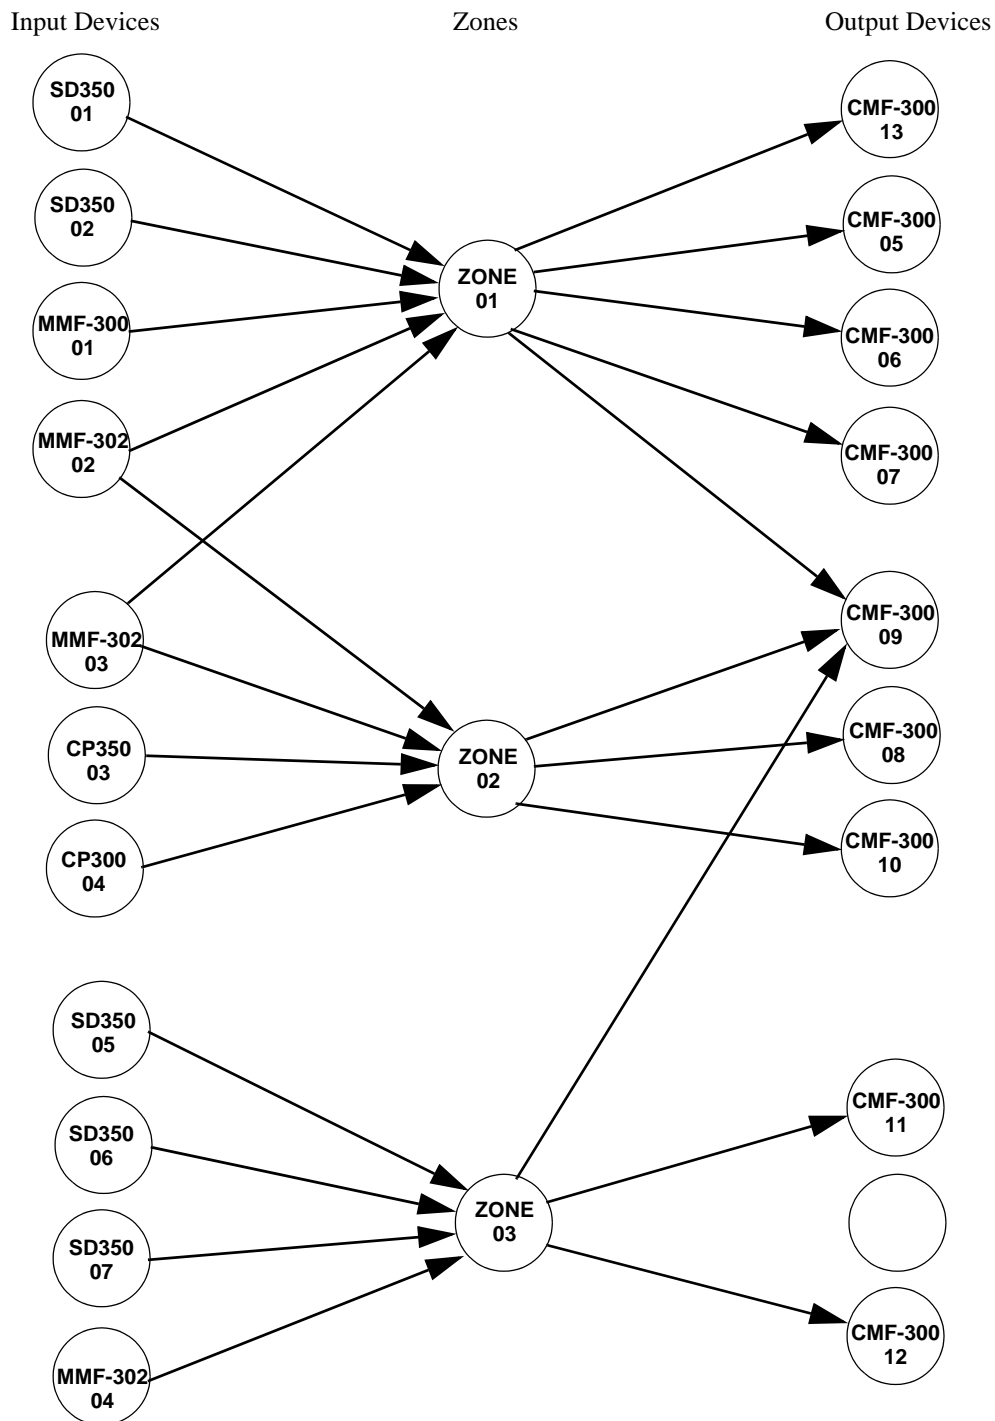 Input Devices
Zones
Output Devices
SD350
01
SD350
02
MMF-300
01
MMF-302
02
MMF-302
03
CP350
03
CP300
04
SD350
05
SD350
06
SD350
07
MMF-302
04
ZONE
01
ZONE
02
ZONE
03
CMF-300
13
CMF-300
05
CMF-300
06
CMF-300
07
CMF-300
09
CMF-300
08
CMF-300
10
CMF-300
11
CMF-300
12